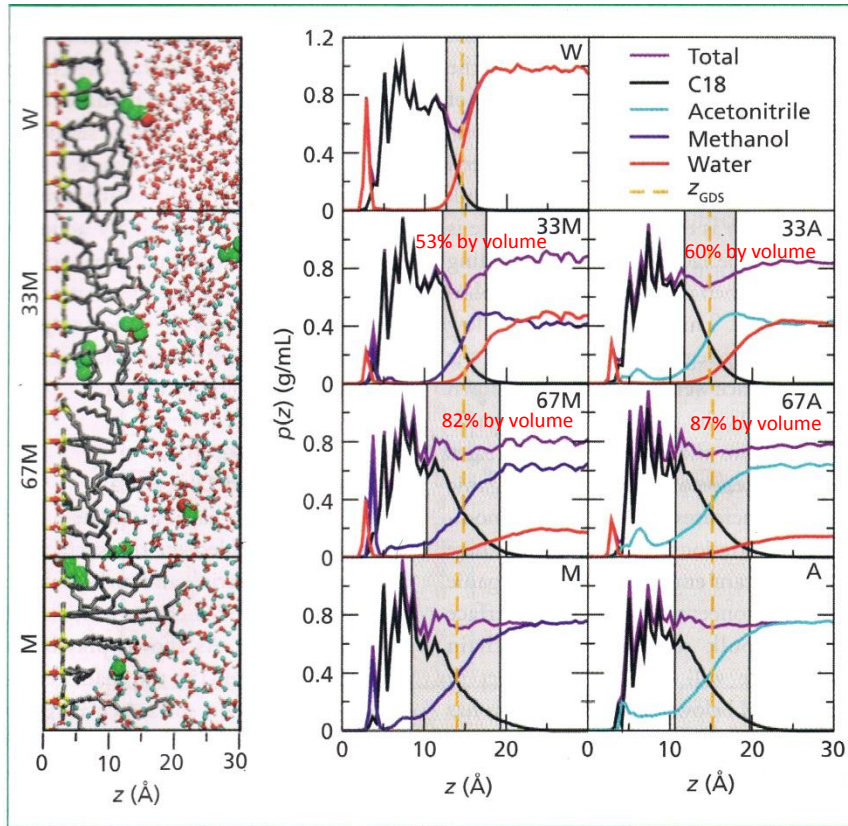 W
33M
67M
M
0
10
20
30
z (Å)
ρ(z) (g/mL)
1.2
0.8
0.4
0
W
Total
C18
Acetonitrile
Methanol
Water
zGDS
0.8
0.4
0
33M
53% by volume
33A
60% by volume
0.8
0.4
0
67M
82% by volume
67A
87% by volume
0.8
0.4
0
M
A
0
10
20
0
10
20
30
z (Å)
z (Å)